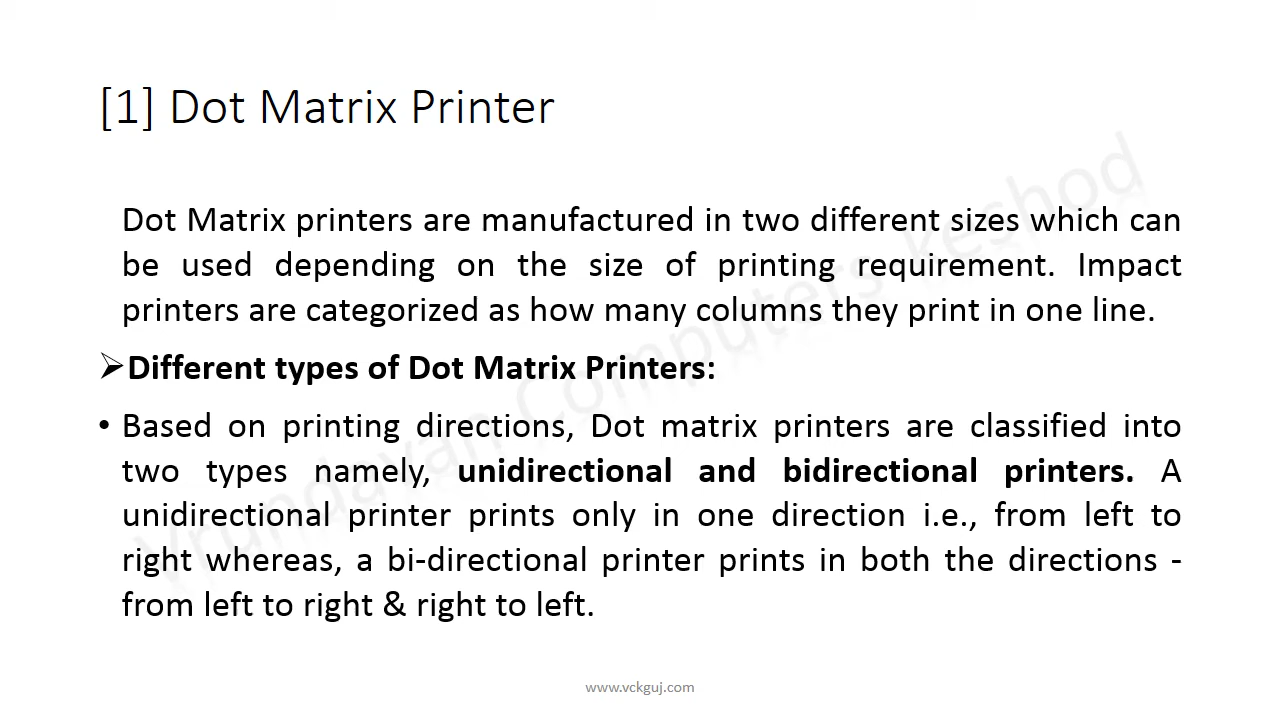 [1] Dot Matrix Printer
Dot Matrix printers are manufactured in two different sizes which can
be used depending on the size of printing requirement. Impact
printers are categorized as how many columns they print in one line.
➢Different types of Dot Matrix Printers:
• Based on printing directions, Dot matrix printers are classified into
two types namely, unidirectional and bidirectional printers. A
unidirectional printer prints only in one direction i.e., from left to
right whereas, a bi-directional printer prints in both the directions -
from left to right & right to left.
Vrundavan Computers Keshod
www.vckguj.com